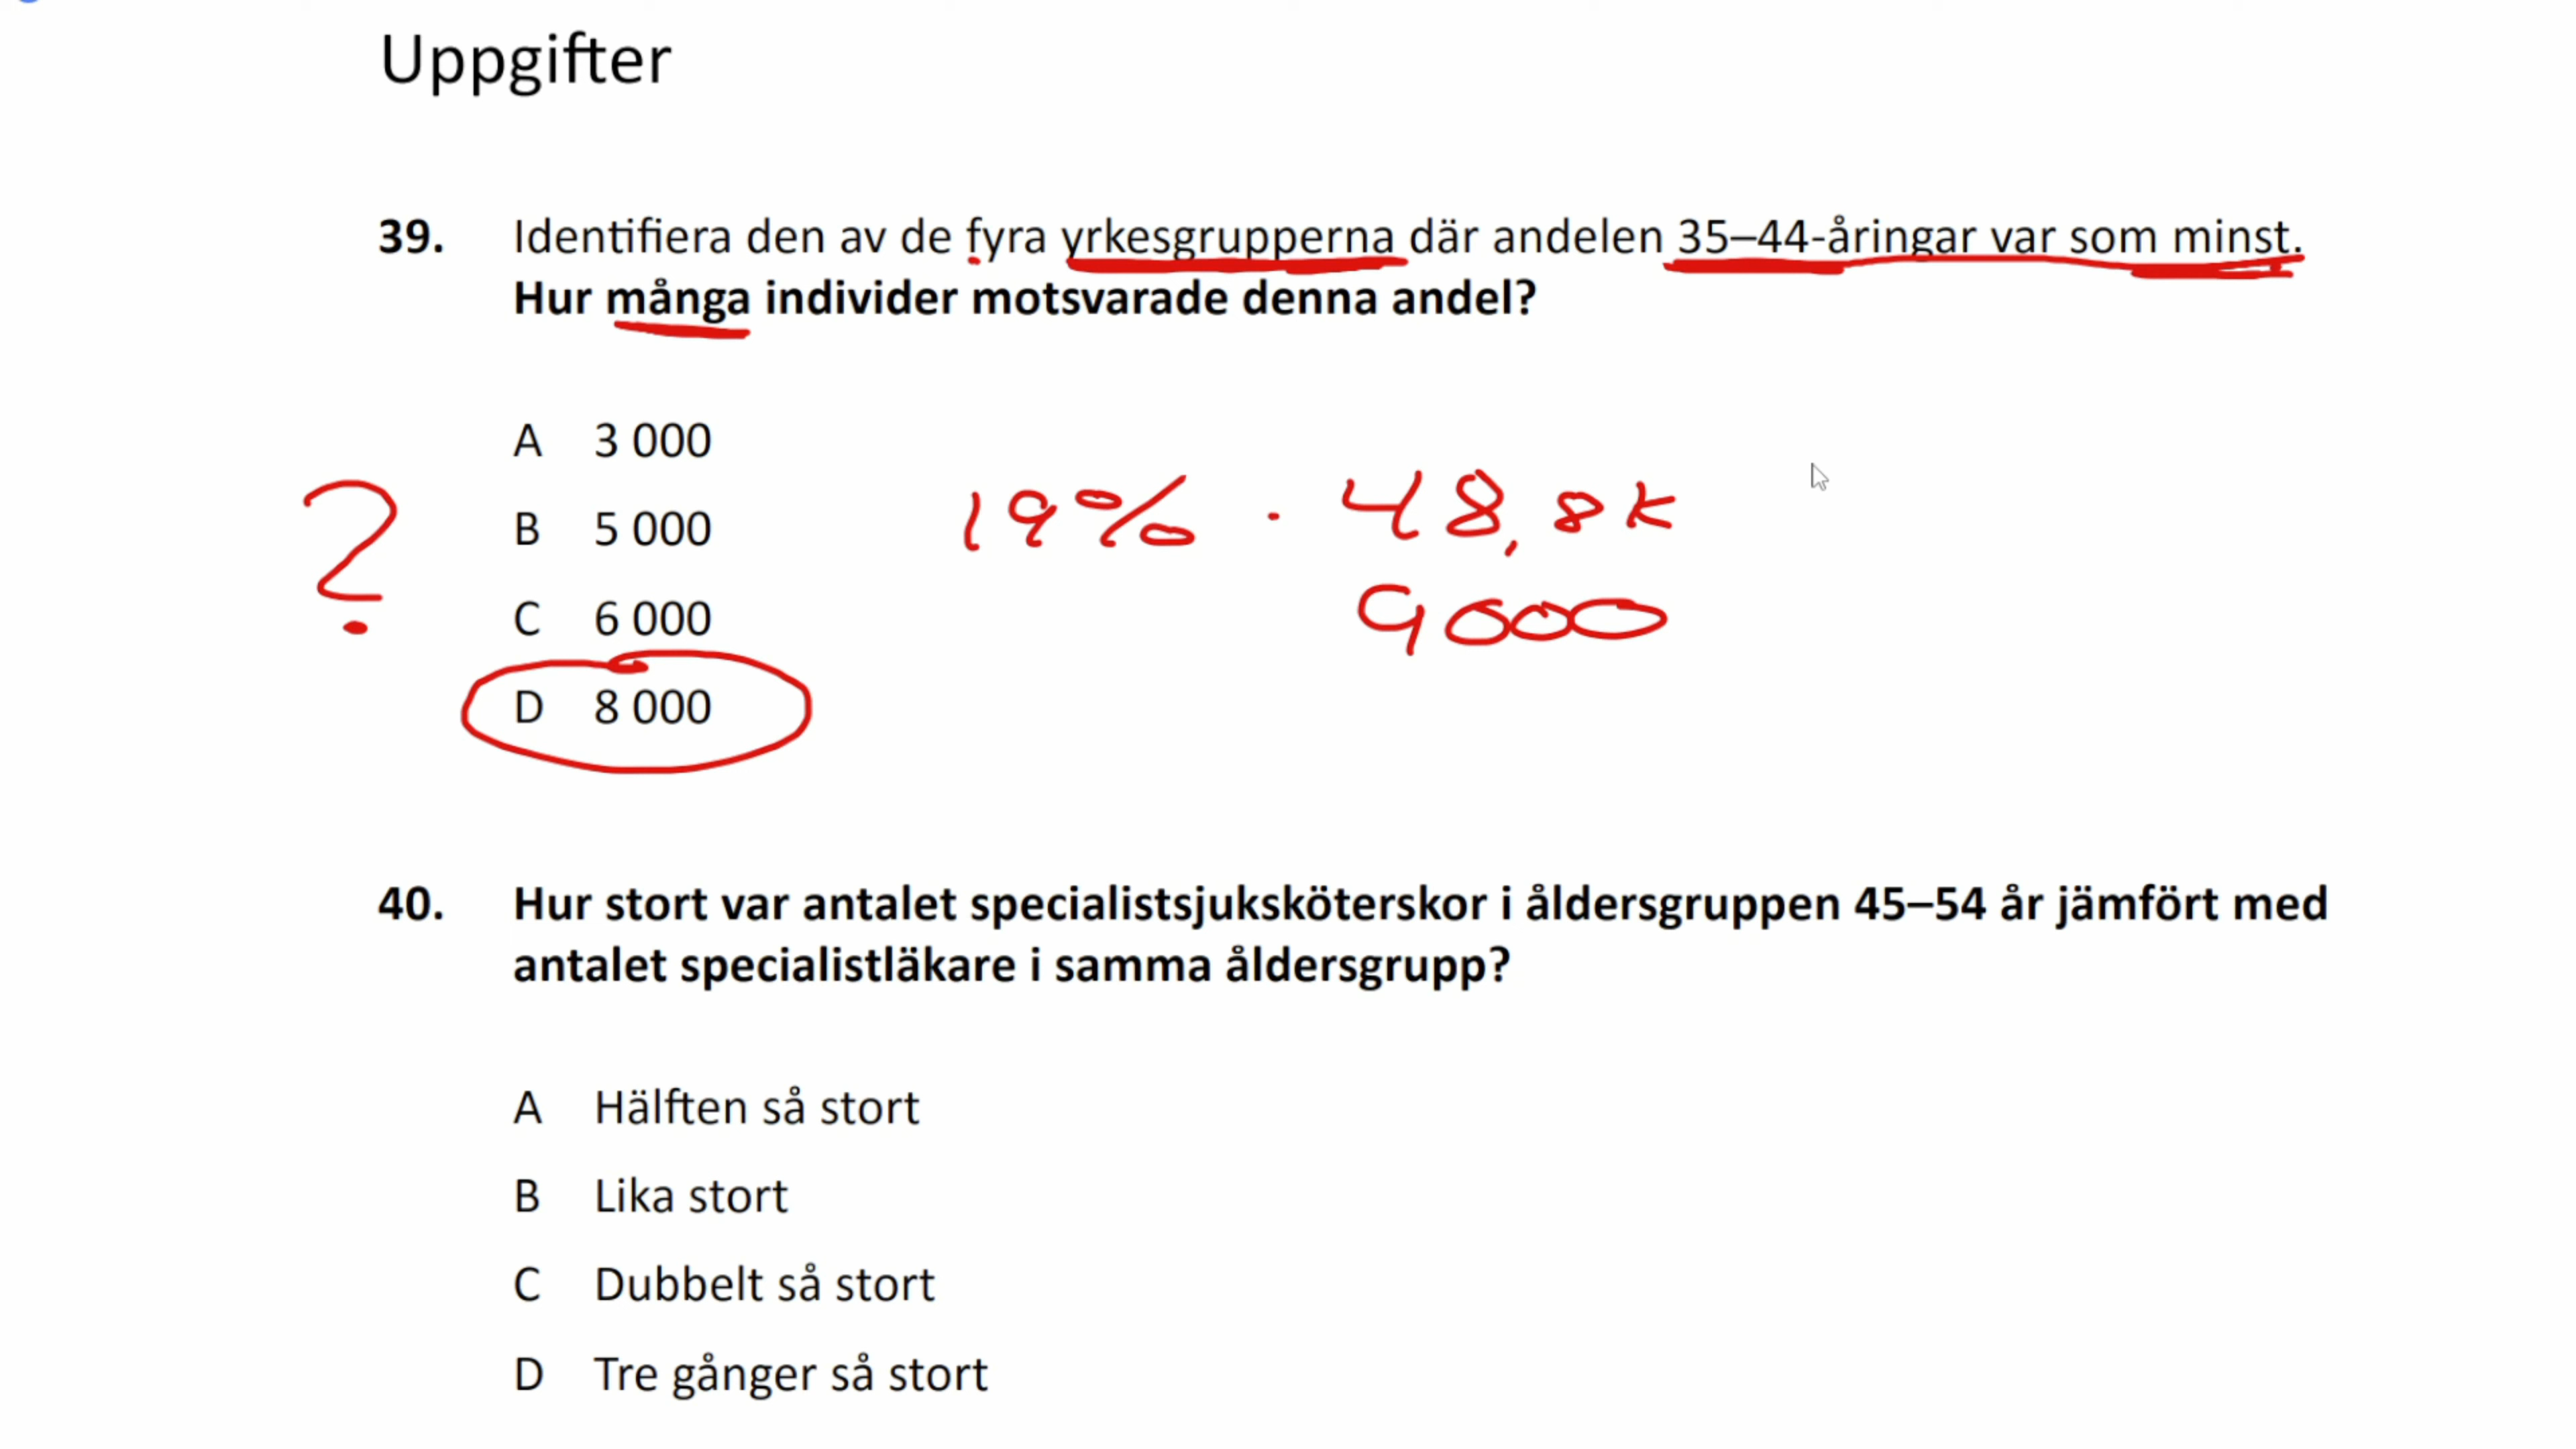 Uppgifter
39. Identifiera den av de fyra yrkesgrupperna där andelen 35–44-åringar var som minst.
Hur många individer motsvarade denna andel?
A 3 000
B 5 000
C 6 000
D 8 000
?
19% · 48,8k
9000
40. Hur stort var antalet specialistsjuksköterskor i åldersgruppen 45–54 år jämfört med
antalet specialistläkare i samma åldersgrupp?
A Hälften så stort
B Lika stort
C Dubbelt så stort
D Tre gånger så stort